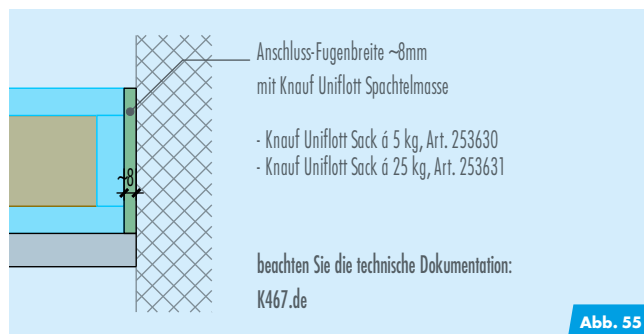 Anschluss-Fugenbreite ~8mm
mit Knauf Uniflott Spachtelmasse
- Knauf Uniflott Sack á 5 kg, Art. 253630
- Knauf Uniflott Sack á 25 kg, Art. 253631
~8
beachten Sie die technische Dokumentation:
K467.de
Abb. 55